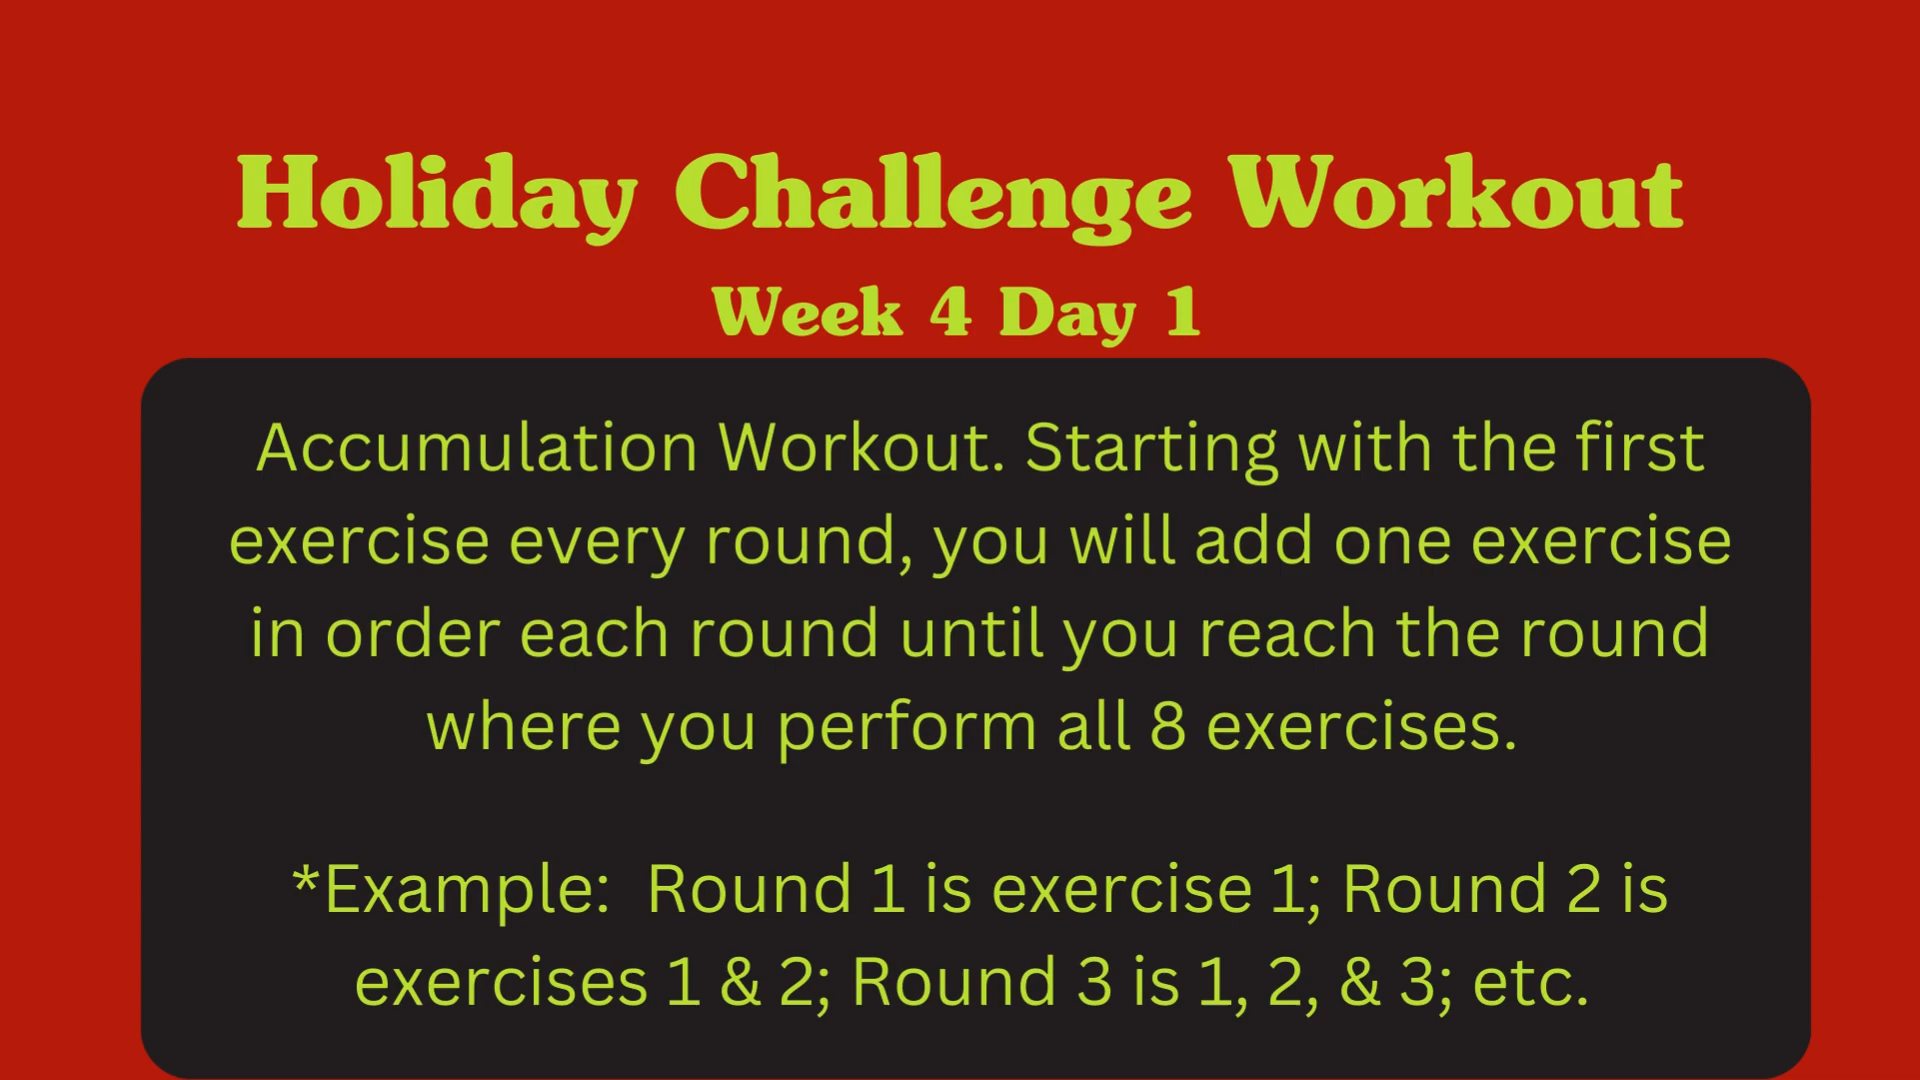 Holiday Challenge Workout
Week 4 Day 1
Accumulation Workout. Starting with the first
exercise every round, you will add one exercise
in order each round until you reach the round
where you perform all 8 exercises.
*Example:  Round 1 is exercise 1; Round 2 is
exercises 1 & 2; Round 3 is 1, 2, & 3; etc.